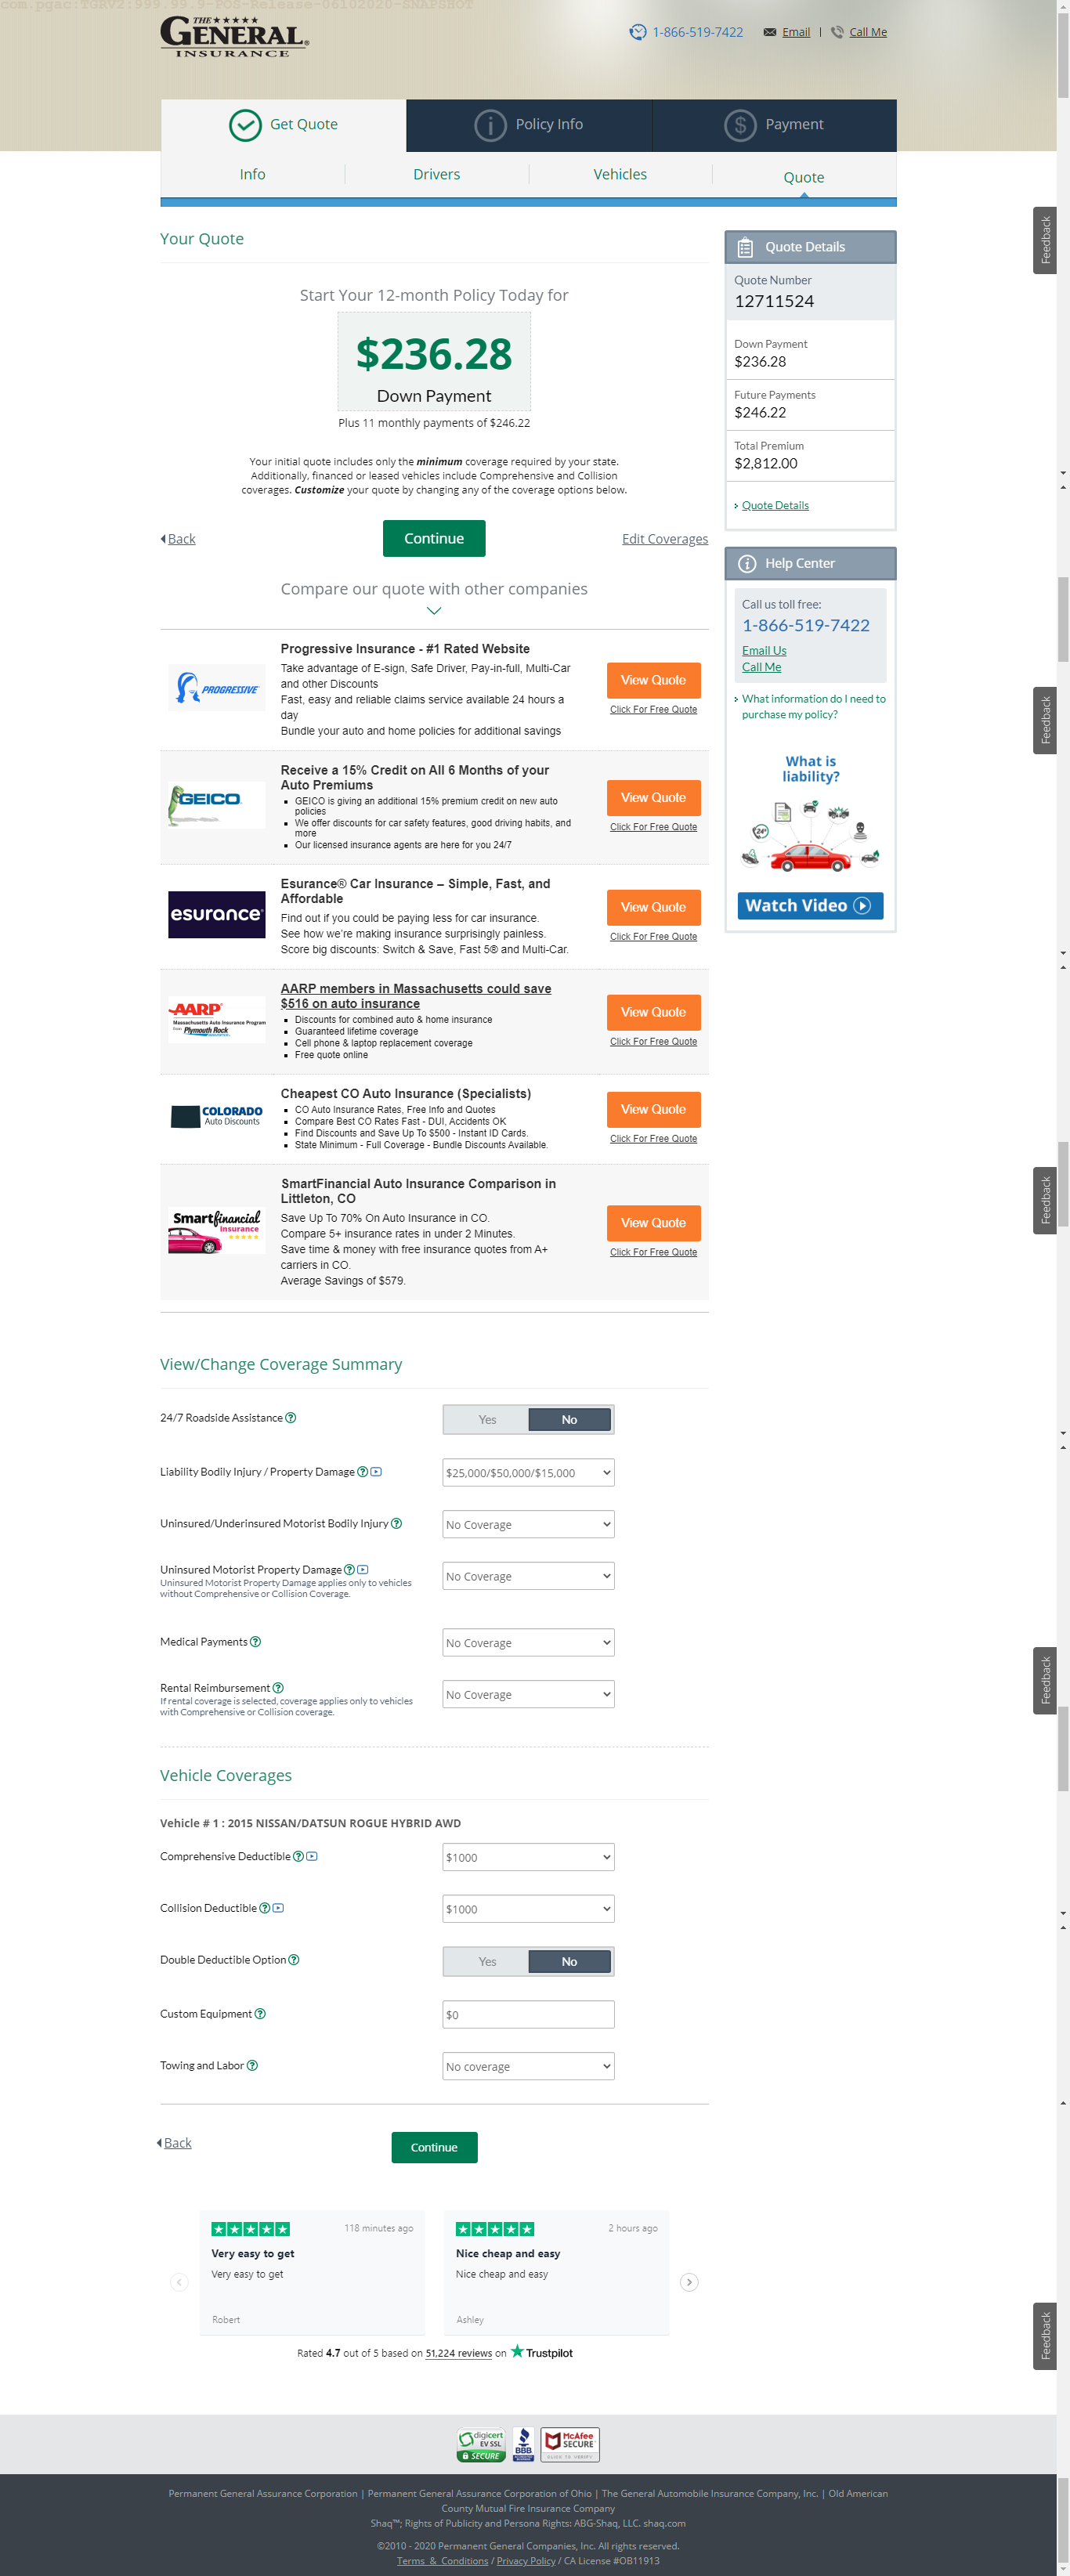 com.pgac:TGRV2:999.99.9-POS-Release-06102020-SNAPSHOT
THE ★★★★★
GENERAL®
INSURANCE
1-866-519-7422
Email | Call Me
Get Quote
Policy Info
Payment
Info
Drivers
Vehicles
Quote
Your Quote
Start Your 12-month Policy Today for
$236.28
Down Payment
Plus 11 monthly payments of $246.22
Your initial quote includes only the minimum coverage required by your state.
Additionally, financed or leased vehicles include Comprehensive and Collision
coverages. Customize your quote by changing any of the coverage options below.
Back
Continue
Edit Coverages
Quote Details
Quote Number
12711524
Down Payment
$236.28
Future Payments
$246.22
Total Premium
$2,812.00
Quote Details
Help Center
Call us toll free:
1-866-519-7422
Email Us
Call Me
What information do I need to
purchase my policy?
What is
liability?
24H
Watch Video
Compare our quote with other companies
PROGRESSIVE
Progressive Insurance - #1 Rated Website
Take advantage of E-sign, Safe Driver, Pay-in-full, Multi-Car
and other Discounts
Fast, easy and reliable claims service available 24 hours a
day
Bundle your auto and home policies for additional savings
View Quote
Click For Free Quote
GEICO
Receive a 15% Credit on All 6 Months of your
Auto Premiums
GEICO is giving an additional 15% premium credit on new auto
policies
We offer discounts for car safety features, good driving habits, and
more
Our licensed insurance agents are here for you 24/7
View Quote
Click For Free Quote
esurance®
Esurance® Car Insurance – Simple, Fast, and
Affordable
Find out if you could be paying less for car insurance.
See how we're making insurance surprisingly painless.
Score big discounts: Switch & Save, Fast 5® and Multi-Car.
View Quote
Click For Free Quote
AARP
Massachusetts Auto Insurance Program
from Plymouth Rock
AARP members in Massachusetts could save
$516 on auto insurance
Discounts for combined auto & home insurance
Guaranteed lifetime coverage
Cell phone & laptop replacement coverage
Free quote online
View Quote
Click For Free Quote
COLORADO
Auto Discounts
Cheapest CO Auto Insurance (Specialists)
CO Auto Insurance Rates, Free Info and Quotes
Compare Best CO Rates Fast - DUI, Accidents OK
Find Discounts and Save Up To $500 - Instant ID Cards.
State Minimum - Full Coverage - Bundle Discounts Available.
View Quote
Click For Free Quote
Smartfinancial
insurance
★★★★★
SmartFinancial Auto Insurance Comparison in
Littleton, CO
Save Up To 70% On Auto Insurance in CO.
Compare 5+ insurance rates in under 2 Minutes.
Save time & money with free insurance quotes from A+
carriers in CO.
Average Savings of $579.
View Quote
Click For Free Quote
View/Change Coverage Summary
24/7 Roadside Assistance
Yes No
Liability Bodily Injury / Property Damage
$25,000/$50,000/$15,000
Uninsured/Underinsured Motorist Bodily Injury
No Coverage
Uninsured Motorist Property Damage
Uninsured Motorist Property Damage applies only to vehicles
without Comprehensive or Collision Coverage.
No Coverage
Medical Payments
No Coverage
Rental Reimbursement
If rental coverage is selected, coverage applies only to vehicles
with Comprehensive or Collision coverage.
No Coverage
Vehicle Coverages
Vehicle # 1 : 2015 NISSAN/DATSUN ROGUE HYBRID AWD
Comprehensive Deductible
$1000
Collision Deductible
$1000
Double Deductible Option
Yes No
Custom Equipment
$0
Towing and Labor
No coverage
Back
Continue
118 minutes ago
Very easy to get
Very easy to get
Robert
2 hours ago
Nice cheap and easy
Nice cheap and easy
Ashley
Rated 4.7 out of 5 based on 51,224 reviews on ★ Trustpilot
Feedback
Feedback
Feedback
Feedback
Feedback
digicert
EV SSL
SECURE
BBB
McAfee
SECURE
CLICK TO VERIFY
Permanent General Assurance Corporation | Permanent General Assurance Corporation of Ohio | The General Automobile Insurance Company, Inc. | Old American
County Mutual Fire Insurance Company
Shaq™; Rights of Publicity and Persona Rights: ABG-Shaq, LLC. shaq.com
©2010 - 2020 Permanent General Companies, Inc. All rights reserved.
Terms & Conditions / Privacy Policy / CA License #OB11913